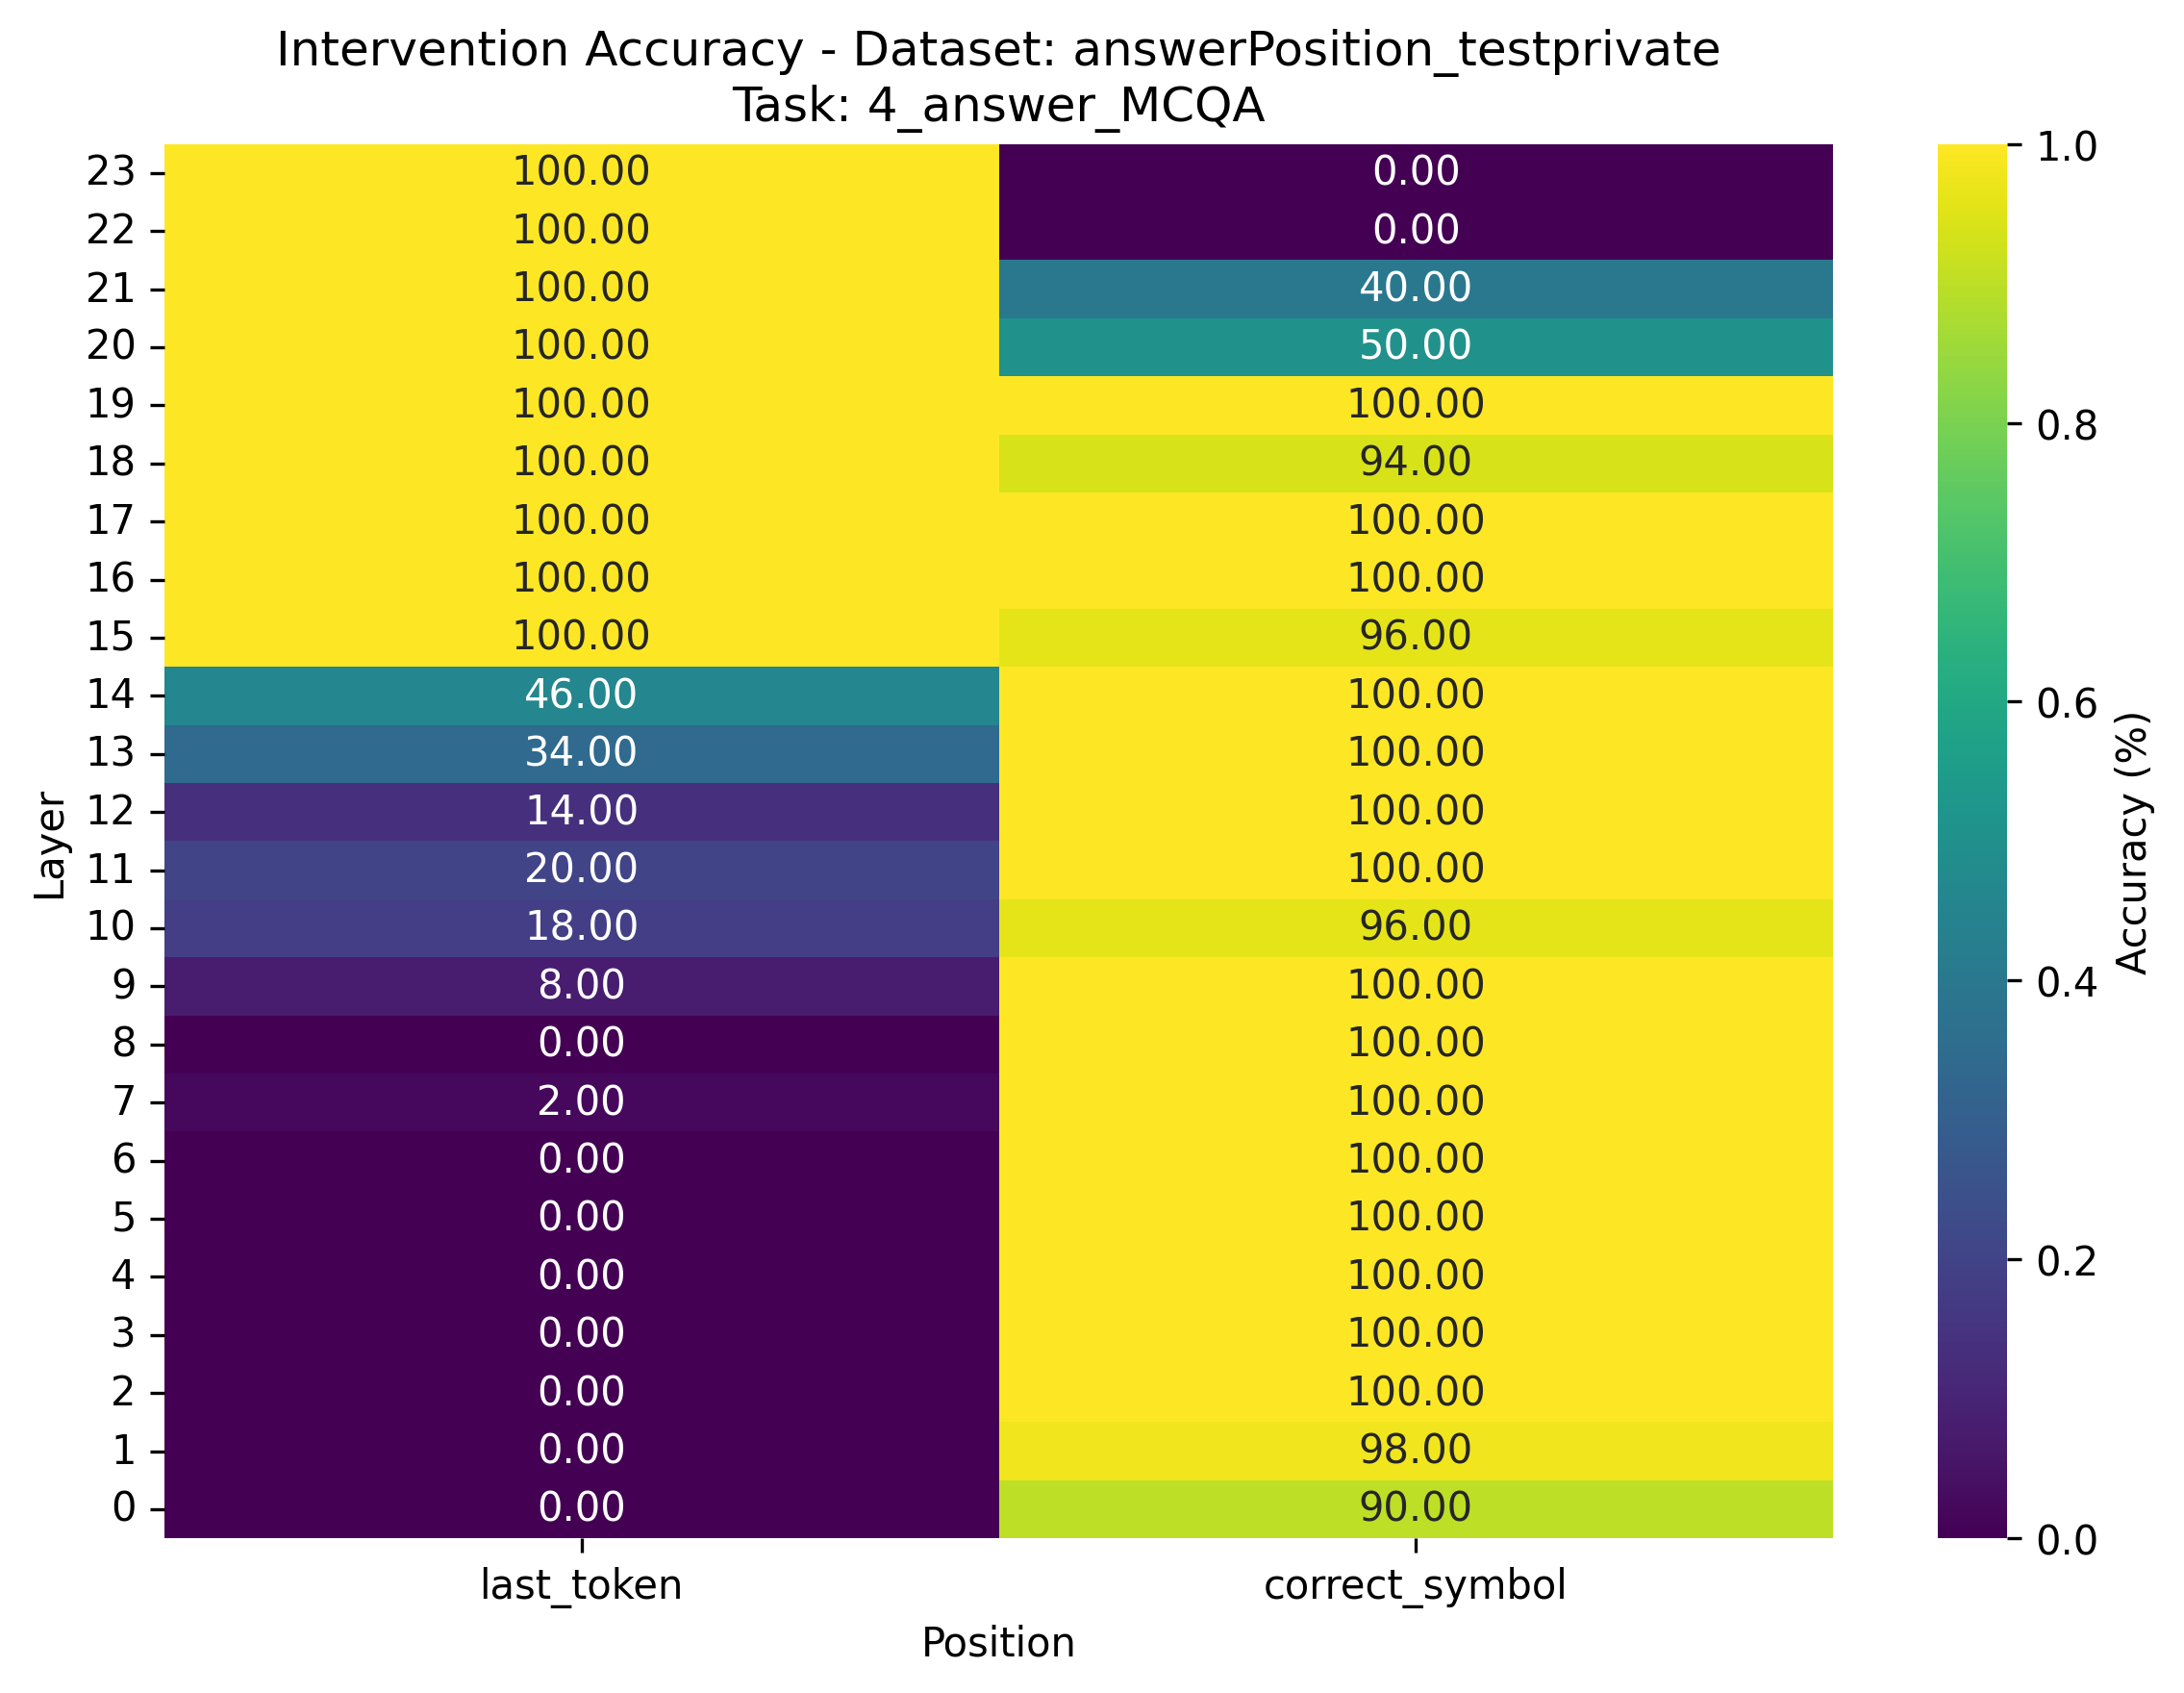 Intervention Accuracy - Dataset: answerPosition_testprivate
Task: 4_answer_MCQA
23 100.00 0.00
22 100.00 0.00
21 100.00 40.00
20 100.00 50.00
19 100.00 100.00
18 100.00 94.00
17 100.00 100.00
16 100.00 100.00
15 100.00 96.00
14 46.00 100.00
13 34.00 100.00
12 14.00 100.00
11 20.00 100.00
10 18.00 96.00
9 8.00 100.00
8 0.00 100.00
7 2.00 100.00
6 0.00 100.00
5 0.00 100.00
4 0.00 100.00
3 0.00 100.00
2 0.00 100.00
1 0.00 98.00
0 0.00 90.00
last_token correct_symbol
Position
Layer
1.0
0.8
0.6
0.4
0.2
0.0
Accuracy (%)